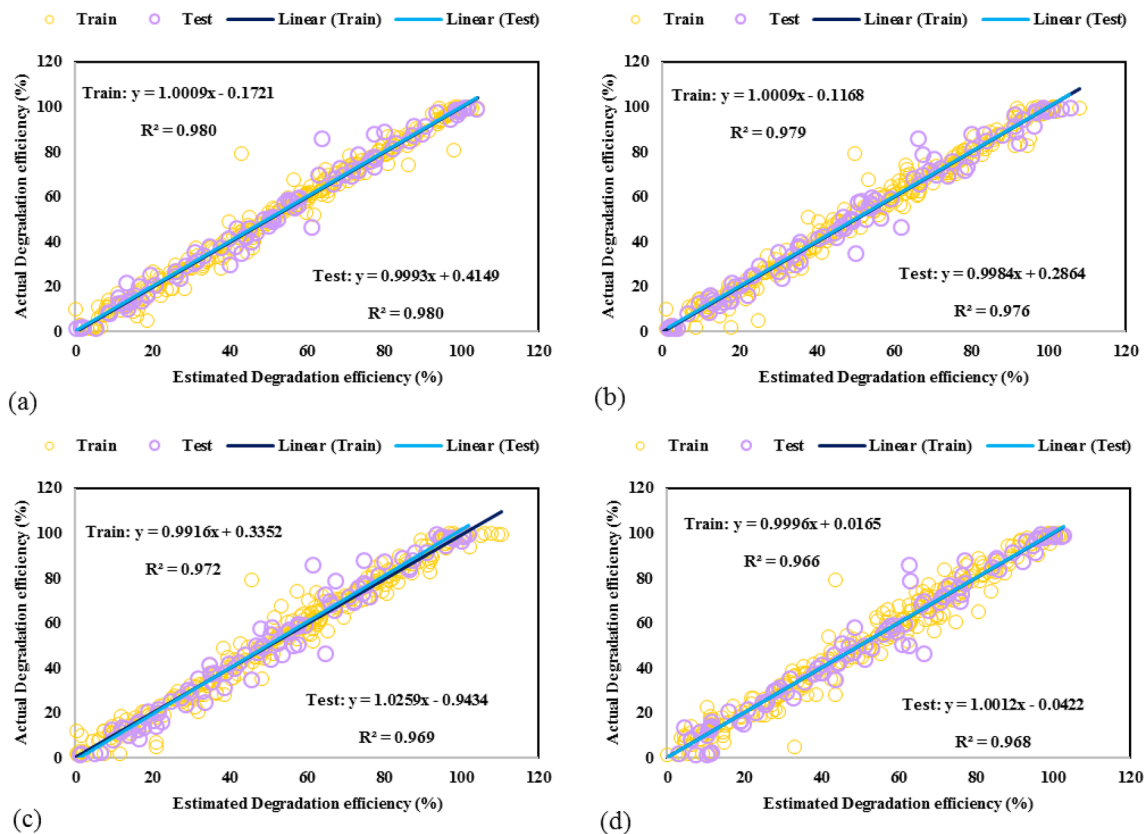 Train Test Linear (Train) Linear (Test)
Train Test Linear (Train) Linear (Test)
Actual Degradation efficiency (%)
120
100
80
60
40
20
0
Train: y = 1.0009x - 0.1721
R² = 0.980
Test: y = 0.9993x + 0.4149
R² = 0.980
0 20 40 60 80 100 120
Estimated Degradation efficiency (%)
(a)
Actual Degradation efficiency (%)
120
100
80
60
40
20
0
Train: y = 1.0009x - 0.1168
R² = 0.979
Test: y = 0.9984x + 0.2864
R² = 0.976
0 20 40 60 80 100 120
Estimated Degradation efficiency (%)
(b)
Train Test Linear (Train) Linear (Test)
Train Test Linear (Train) Linear (Test)
Actual Degradation efficiency (%)
120
100
80
60
40
20
0
Train: y = 0.9916x + 0.3352
R² = 0.972
Test: y = 1.0259x - 0.9434
R² = 0.969
0 20 40 60 80 100 120
Estimated Degradation efficiency (%)
(c)
Actual Degradation efficiency (%)
120
100
80
60
40
20
0
Train: y = 0.9996x + 0.0165
R² = 0.966
Test: y = 1.0012x - 0.0422
R² = 0.968
0 20 40 60 80 100 120
Estimated Degradation efficiency (%)
(d)